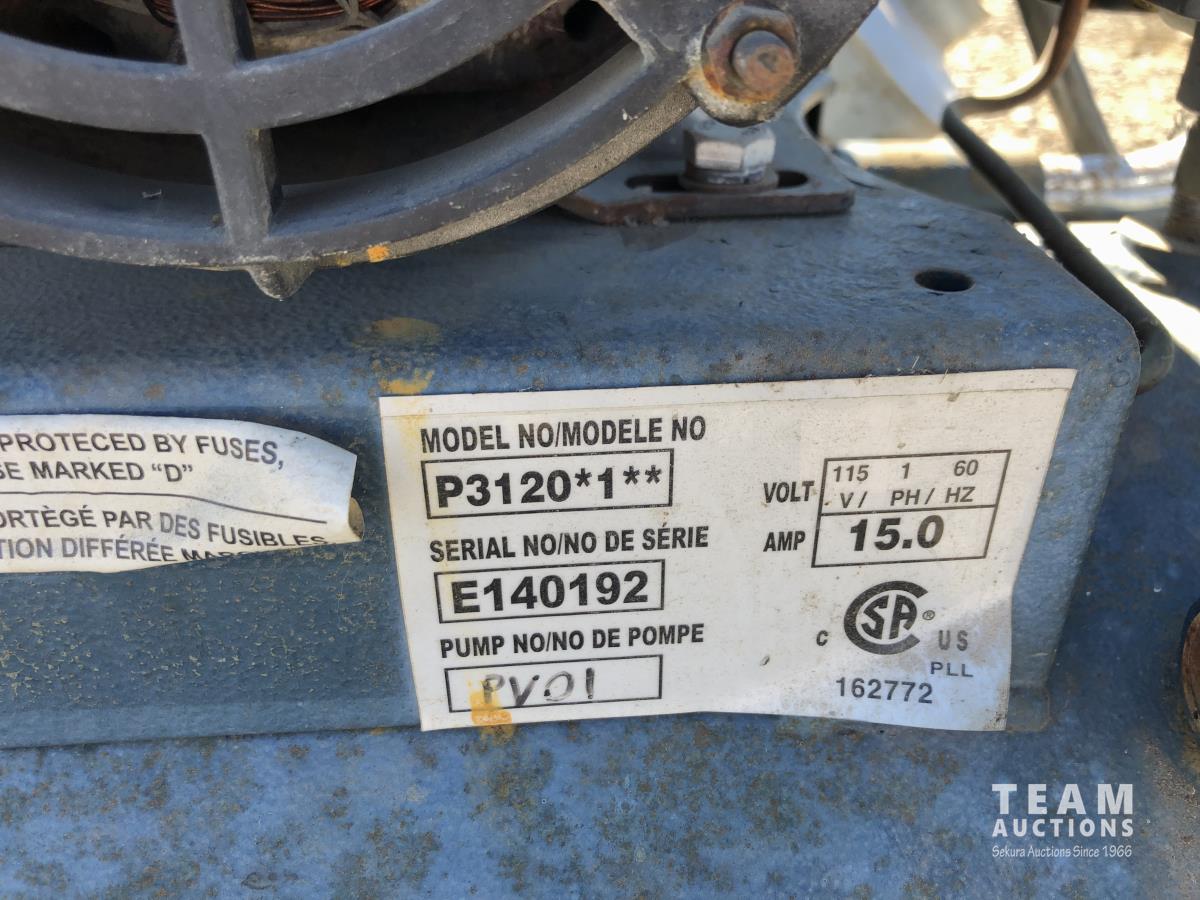 PROTECED BY FUSES,
SE MARKED "D"
ORTÈGÉ PAR DES FUSIBLES
TION DIFFÉRÉE
MODEL NO/MODELE NO
P3120*1**
SERIAL NO/NO DE SÉRIE
E140192
PUMP NO/NO DE POMPE
PV01
VOLT 115 1 60
V/ PH/ HZ
AMP 15.0
C SA ® US
PLL
162772
TEAM
AUCTIONS
Sekura Auctions Since 1966